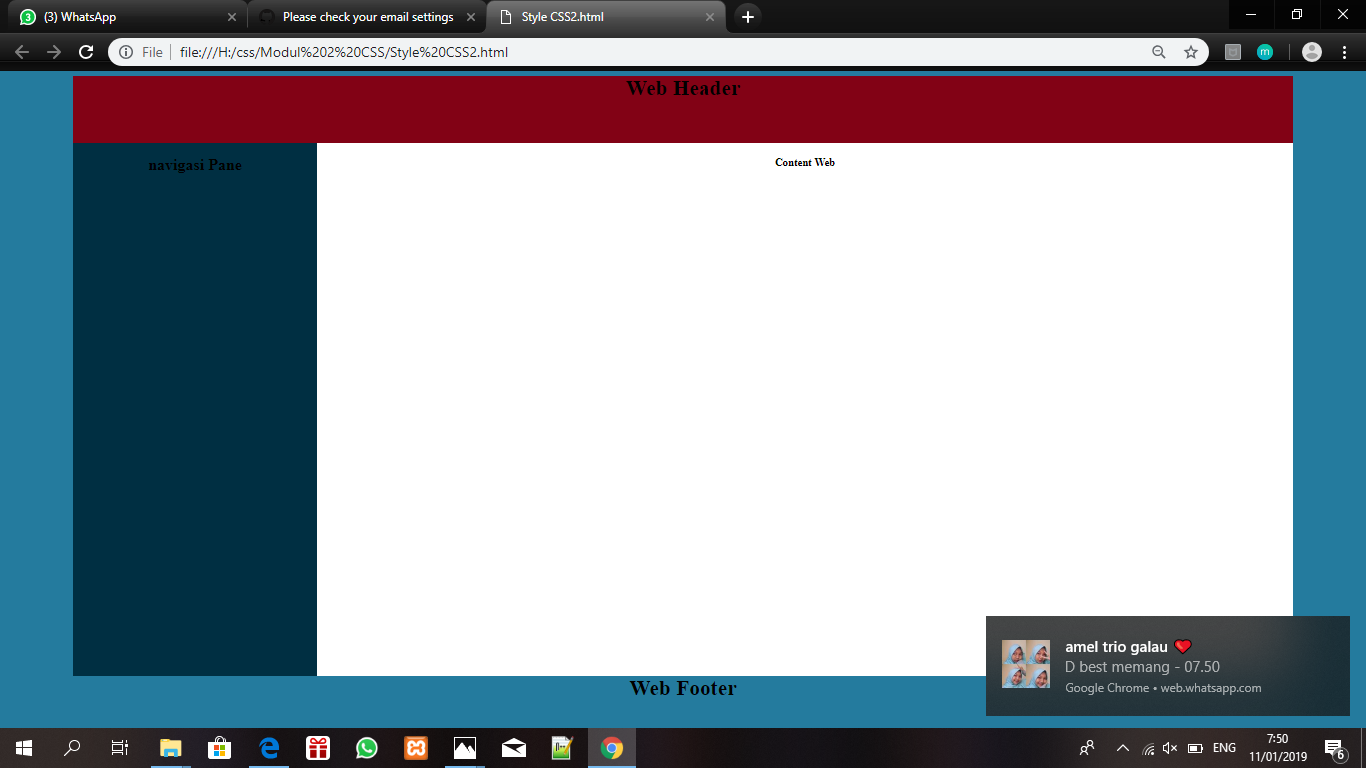 (3) WhatsApp
Please check your email settings
Style CSS2.html
File
file:///H:/css/Modul%202%20CSS/Style%20CSS2.html
m
Web Header
navigasi Pane
Content Web
amel trio galau ❤
D best memang - 07.50
Google Chrome • web.whatsapp.com
Web Footer
ENG
7:50
11/01/2019
6